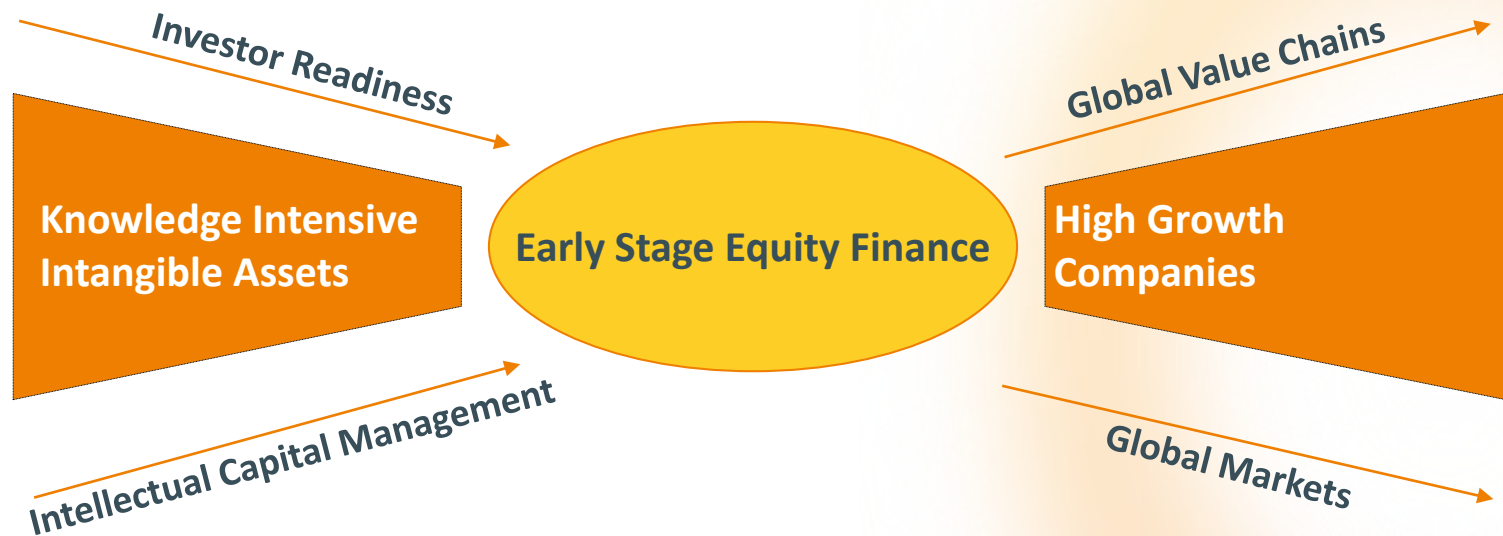 Investor Readiness
Global Value Chains
Knowledge Intensive
Intangible Assets
Early Stage Equity Finance
High Growth
Companies
Intellectual Capital Management
Global Markets